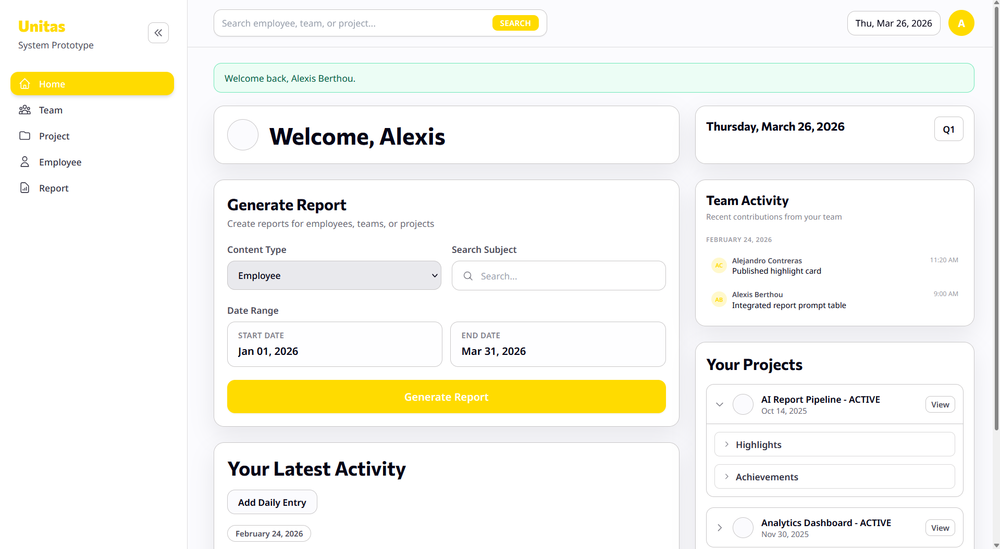 Unitas
System Prototype
Home
Team
Project
Employee
Report
Search employee, team, or project...
SEARCH
Thu, Mar 26, 2026
A
Welcome back, Alexis Berthou.
Welcome, Alexis
Thursday, March 26, 2026
Q1
Generate Report
Create reports for employees, teams, or projects
Content Type
Employee
Search Subject
Search...
Date Range
START DATE
Jan 01, 2026
END DATE
Mar 31, 2026
Generate Report
Your Latest Activity
Add Daily Entry
February 24, 2026
Team Activity
Recent contributions from your team
FEBRUARY 24, 2026
AC
Alejandro Contreras
11:20 AM
Published highlight card
AB
Alexis Berthou
9:00 AM
Integrated report prompt table
Your Projects
AI Report Pipeline - ACTIVE
Oct 14, 2025
View
Highlights
Achievements
Analytics Dashboard - ACTIVE
Nov 30, 2025
View